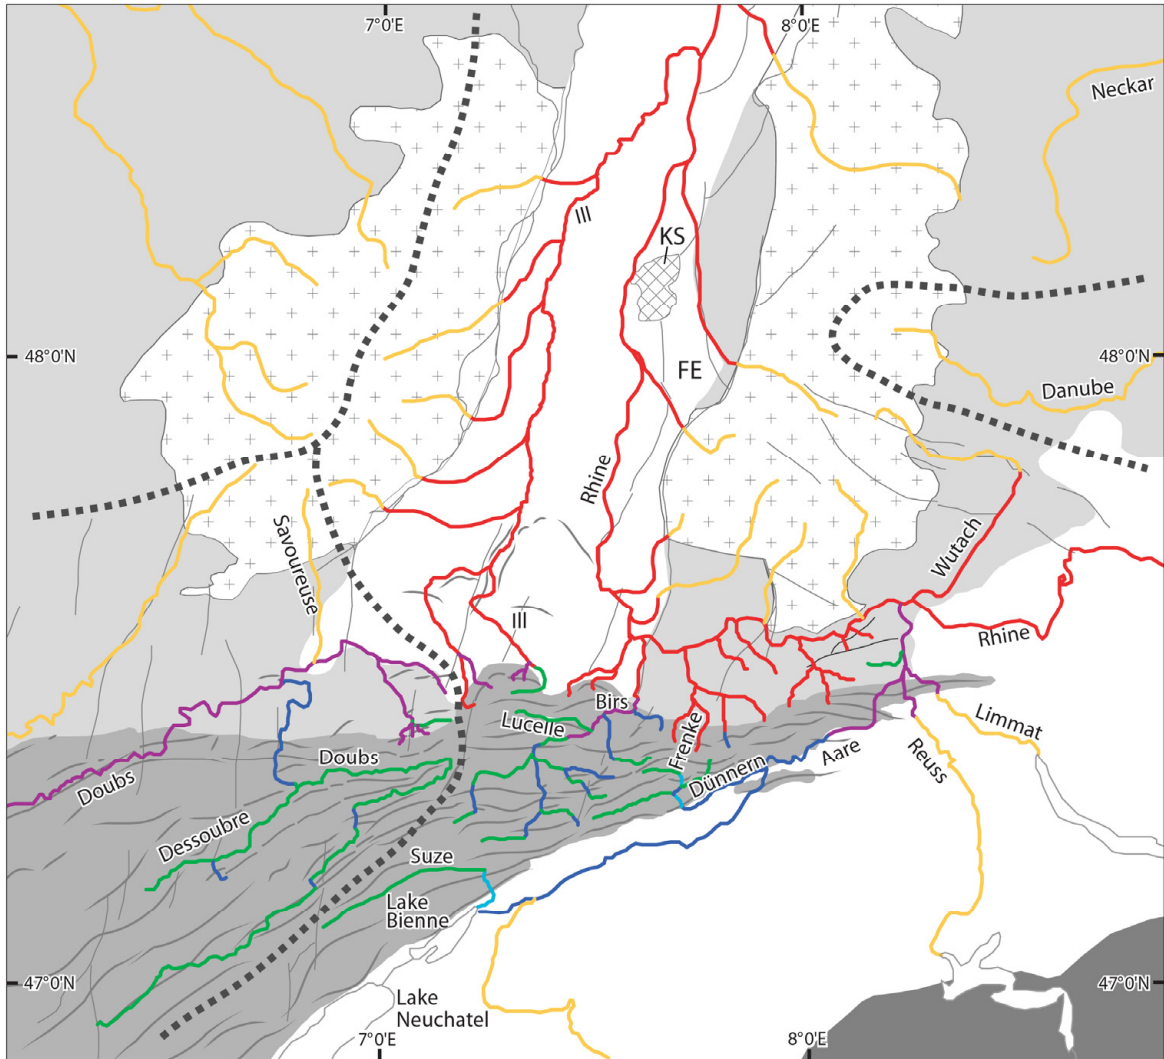 7°0'E
8°0'E
Neckar
Ill
KS
48°0'N
48°0'N
FE
Danube
Rhine
Savoureuse
Wutach
Ill
Rhine
Birs
Lucelle
Frenke
Limmat
Doubs
Doubs
Dünnern
Aare
Reuss
Dessoubre
Suze
Lake
Bienne
47°0'N
47°0'N
Lake
Neuchatel
7°0'E
8°0'E